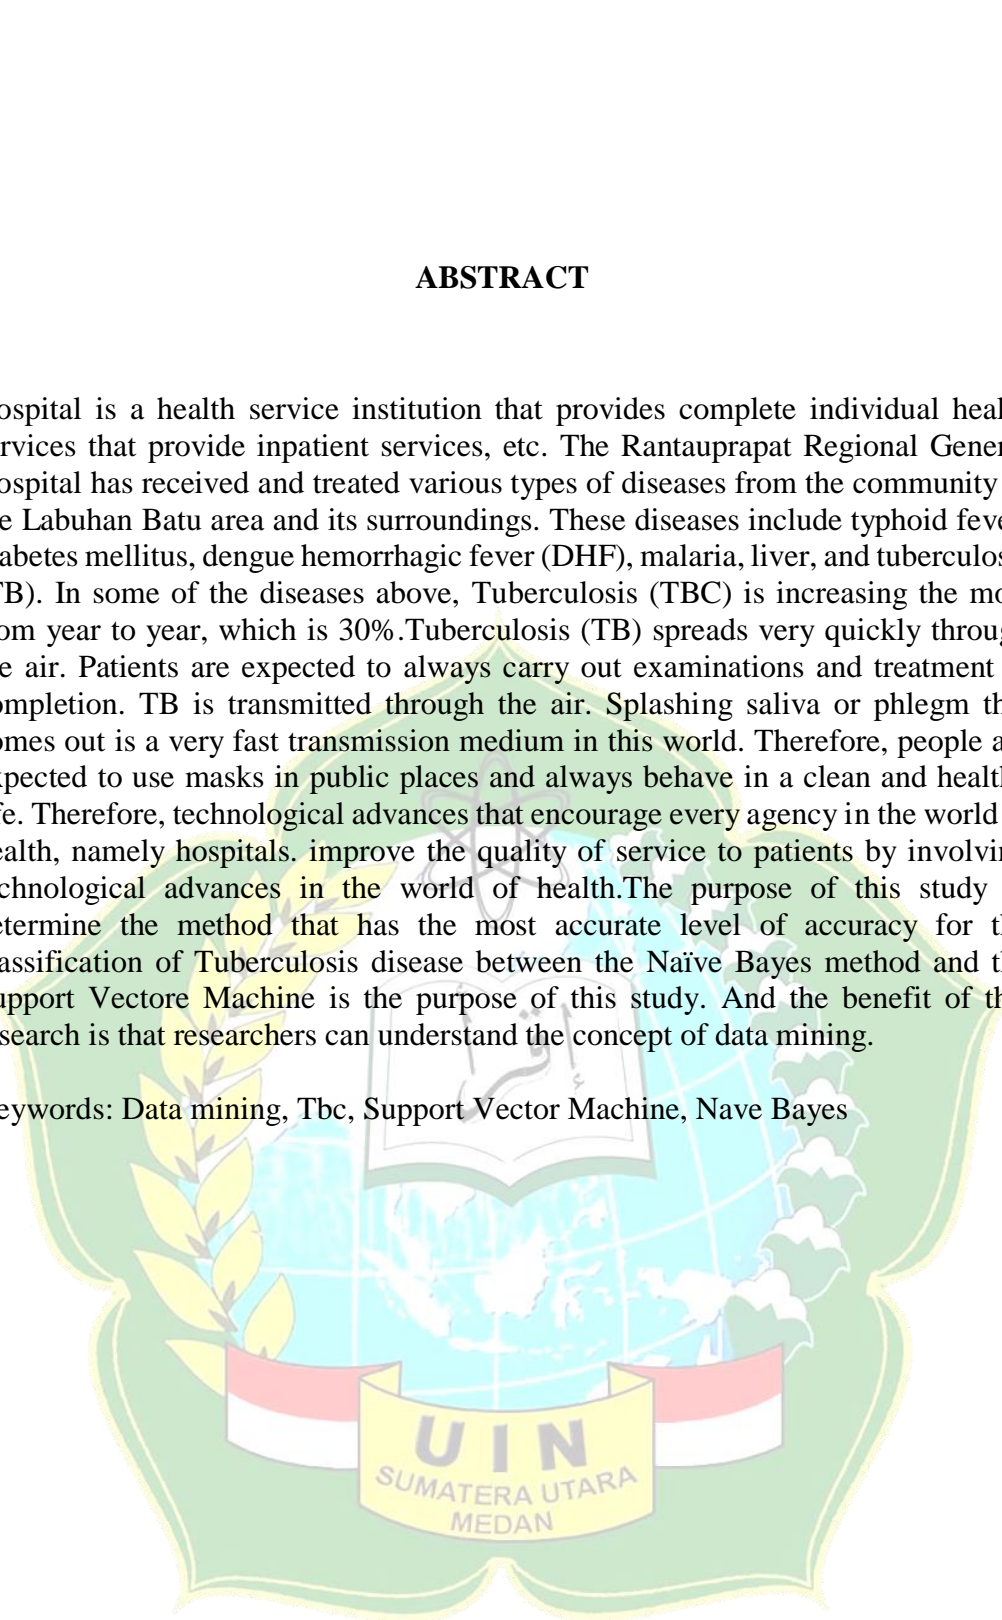 ABSTRACT
ospital is a health service institution that provides complete individual heal
rvices that provide inpatient services, etc. The Rantauprapat Regional Gener
ospital has received and treated various types of diseases from the community
e Labuhan Batu area and its surroundings. These diseases include typhoid feve
abetes mellitus, dengue hemorrhagic fever (DHF), malaria, liver, and tuberculos
TB). In some of the diseases above, Tuberculosis (TBC) is increasing the mo
om year to year, which is 30%.Tuberculosis (TB) spreads very quickly throug
e air. Patients are expected to always carry out examinations and treatment
ompletion. TB is transmitted through the air. Splashing saliva or phlegm th
omes out is a very fast transmission medium in this world. Therefore, people a
xpected to use masks in public places and always behave in a clean and health
fe. Therefore, technological advances that encourage every agency in the world
ealth, namely hospitals. improve the quality of service to patients by involvin
chnological advances in the world of health.The purpose of this study
etermine the method that has the most accurate level of accuracy for th
assification of Tuberculosis disease between the Naïve Bayes method and th
upport Vectore Machine is the purpose of this study. And the benefit of th
search is that researchers can understand the concept of data mining.
eywords: Data mining, Tbc, Support Vector Machine, Nave Bayes
إقرأ
UIN
SUMATERA UTARA
MEDAN